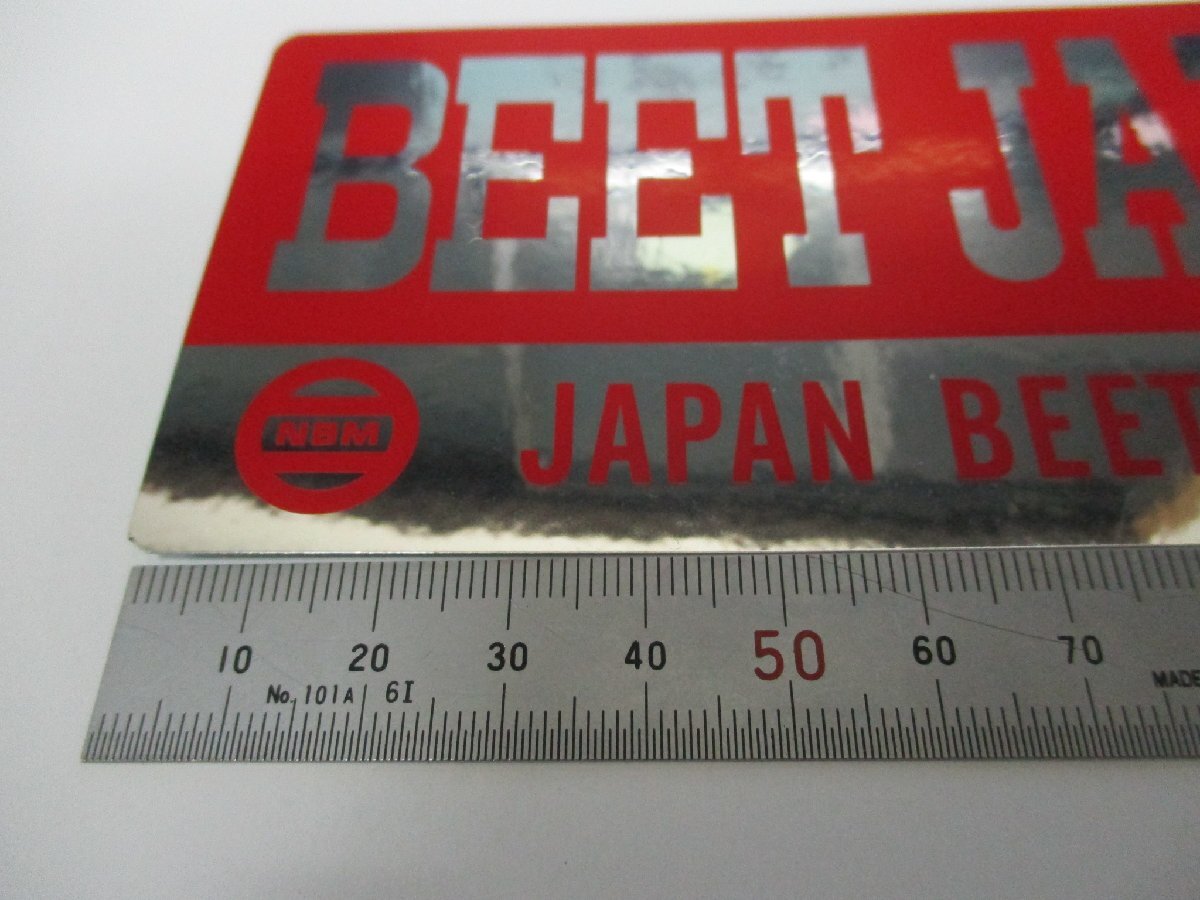 BEET JA
NBM
JAPAN BEET
10 20 30 40 50 60 70
No. 101A 6I MADE